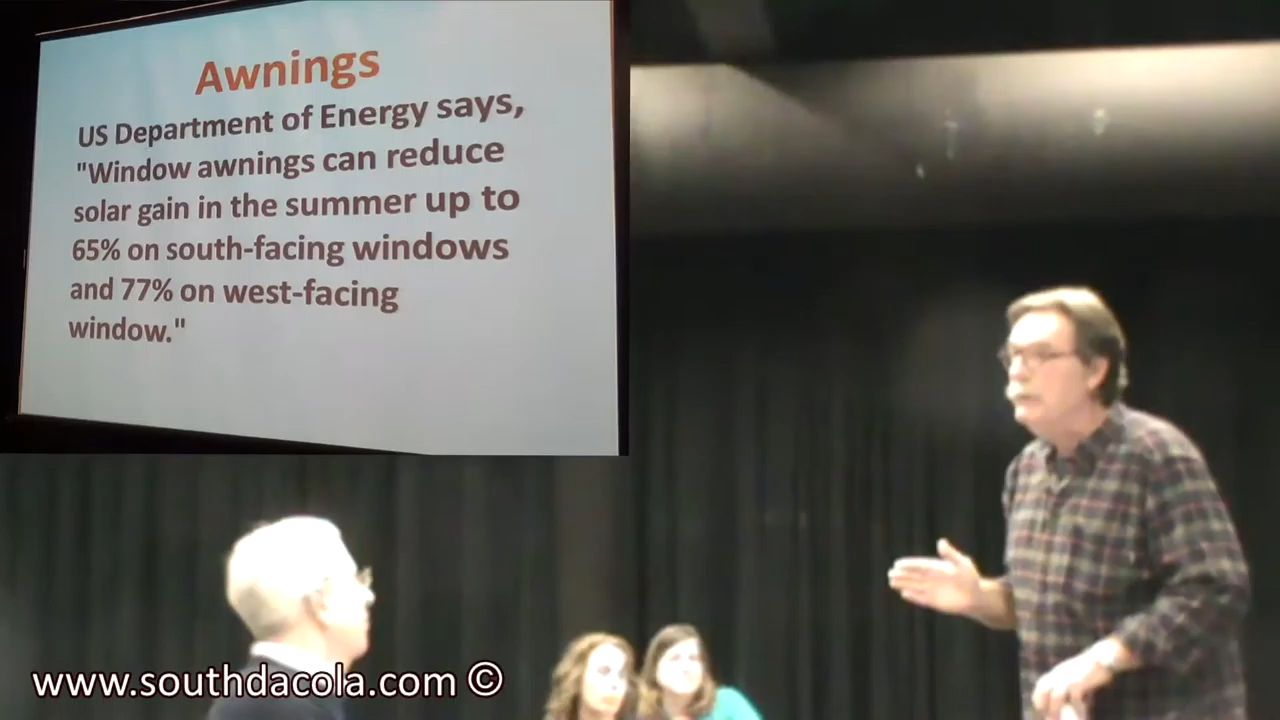 Awnings
US Department of Energy says,
"Window awnings can reduce
solar gain in the summer up to
65% on south-facing windows
and 77% on west-facing
window."
www.southdacola.com ©